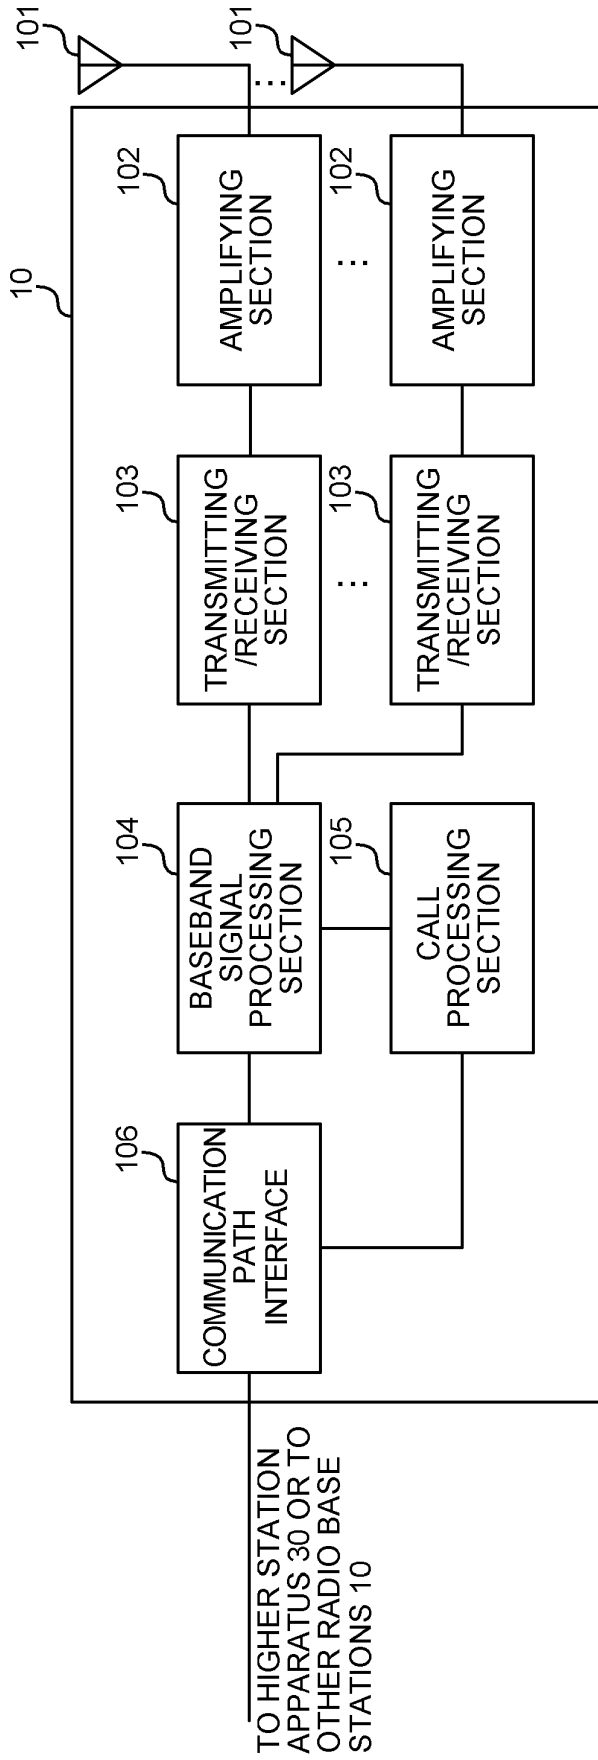 10
101
101
106
COMMUNICATION
PATH
INTERFACE
104
BASEBAND
SIGNAL
PROCESSING
SECTION
103
TRANSMITTING
/RECEIVING
SECTION
102
AMPLIFYING
SECTION
...
...
...
105
CALL
PROCESSING
SECTION
103
TRANSMITTING
/RECEIVING
SECTION
102
AMPLIFYING
SECTION
TO HIGHER STATION
APPARATUS 30 OR TO
OTHER RADIO BASE
STATIONS 10